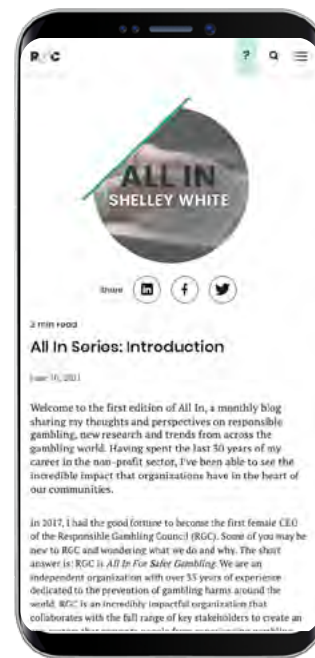 RGC
?
ALL IN
SHELLEY WHITE
Share
3 min read
All In Series: Introduction
June 16, 2021
Welcome to the first edition of All In, a monthly blog
sharing my thoughts and perspectives on responsible
gambling, new research and trends from across the
gambling world. Having spent the last 30 years of my
career in the non-profit sector, I've been able to see the
incredible impact that organizations have in the heart of
our communities.
In 2017, I had the good fortune to become the first female CEO
of the Responsible Gambling Council (RGC). Some of you may be
new to RGC and wondering what we do and why. The short
answer is: RGC is All In For Safer Gambling. We are an
independent organization with over 35 years of experience
dedicated to the prevention of gambling harms around the
world. RGC is an incredibly impactful organization that
collaborates with the full range of key stakeholders to create an